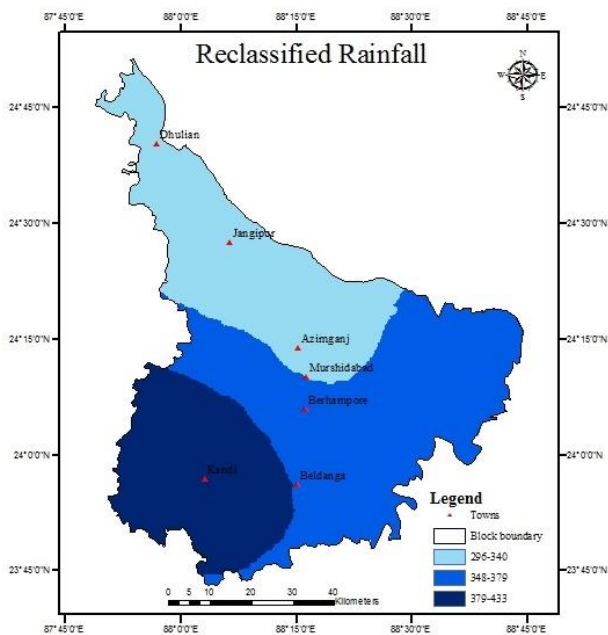 87°45'0"E 88°0'0"E 88°15'0"E 88°30'0"E 88°45'0"E
Reclassified Rainfall
N
W E
S
24°45'0"N 24°45'0"N
Dhulian
24°30'0"N 24°30'0"N
Jangipur
24°15'0"N 24°15'0"N
Azimganj
Murshidabad
Berhampore
24°0'0"N 24°0'0"N
Kandi
Beldanga
Legend
Towns
Block boundary
296-340
348-379
379-433
23°45'0"N 23°45'0"N
0 5 10 20 30 40
Kilometers
87°45'0"E 88°0'0"E 88°15'0"E 88°30'0"E 88°45'0"E